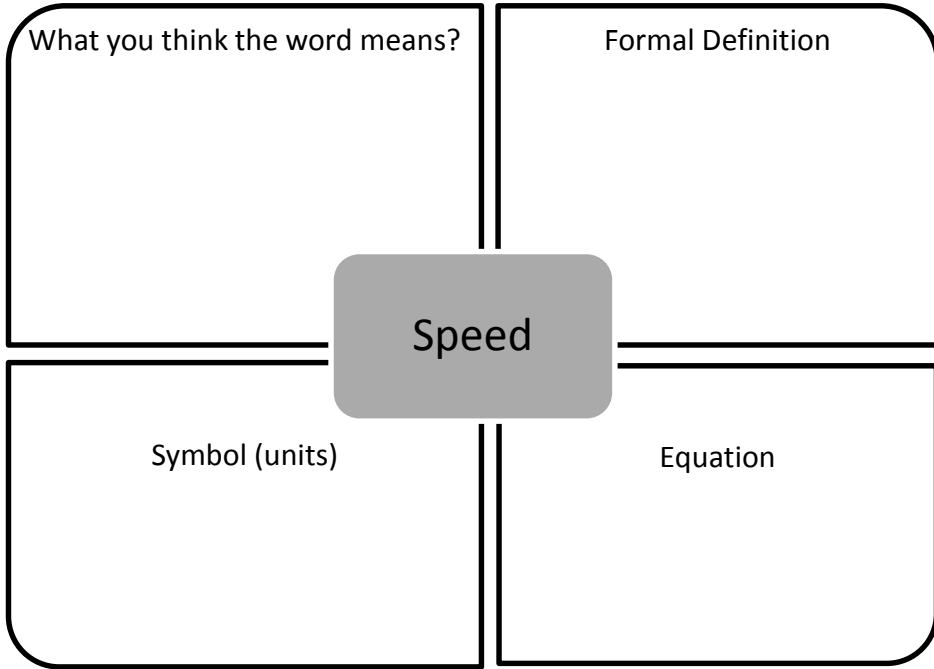 What you think the word means?
Formal Definition
Speed
Symbol (units)
Equation